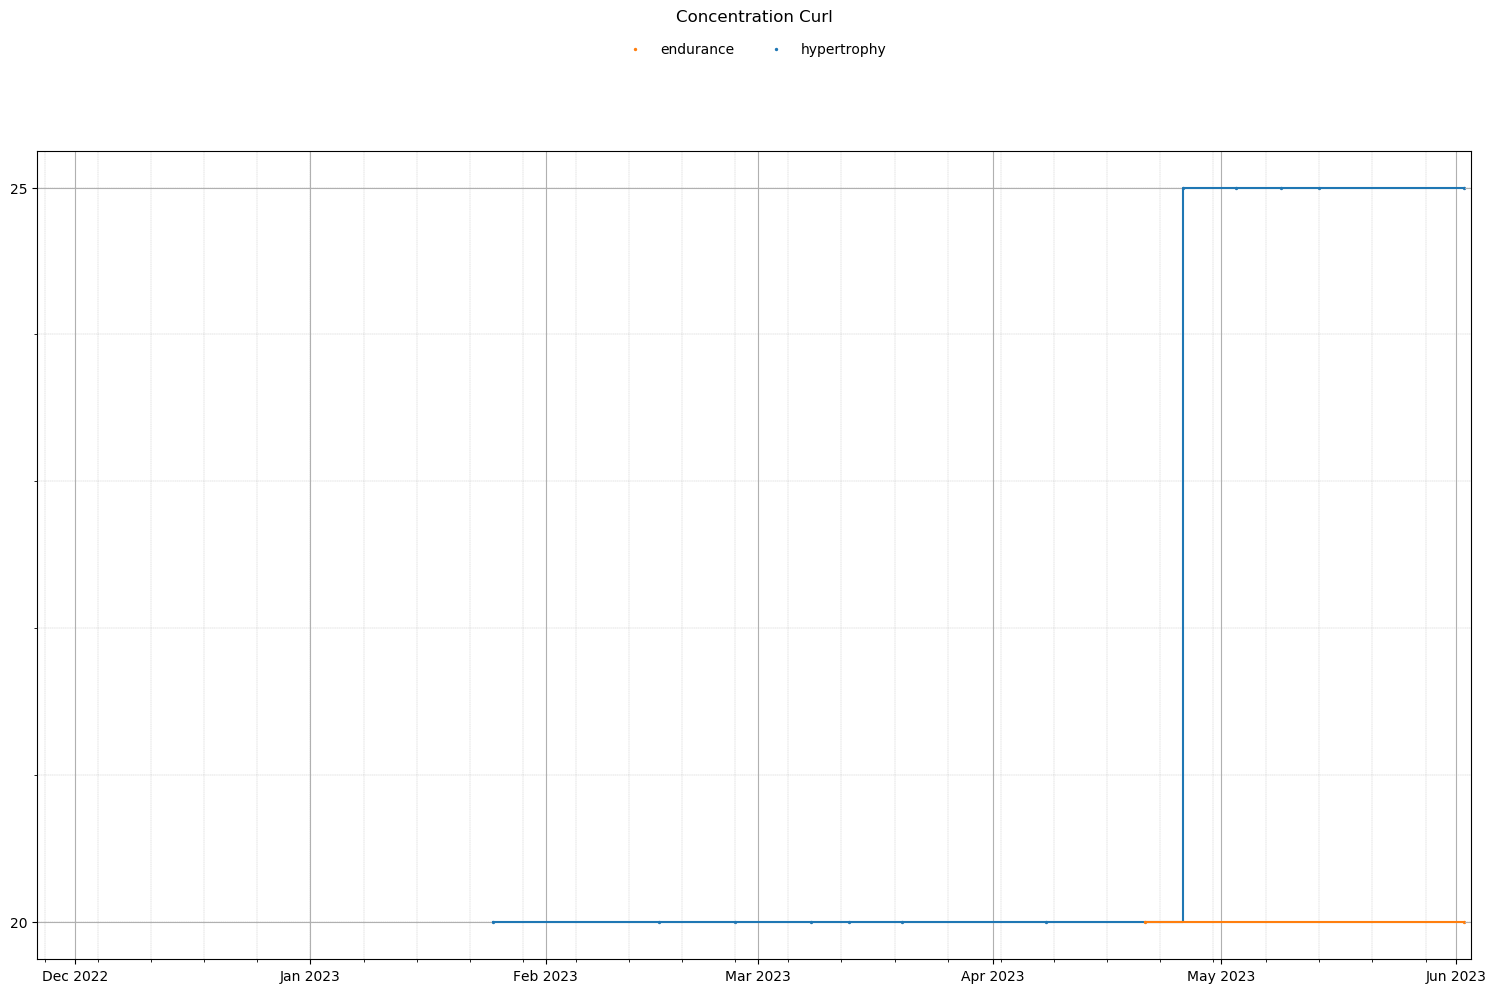 Concentration Curl
endurance hypertrophy
25
20
Dec 2022 Jan 2023 Feb 2023 Mar 2023 Apr 2023 May 2023 Jun 2023